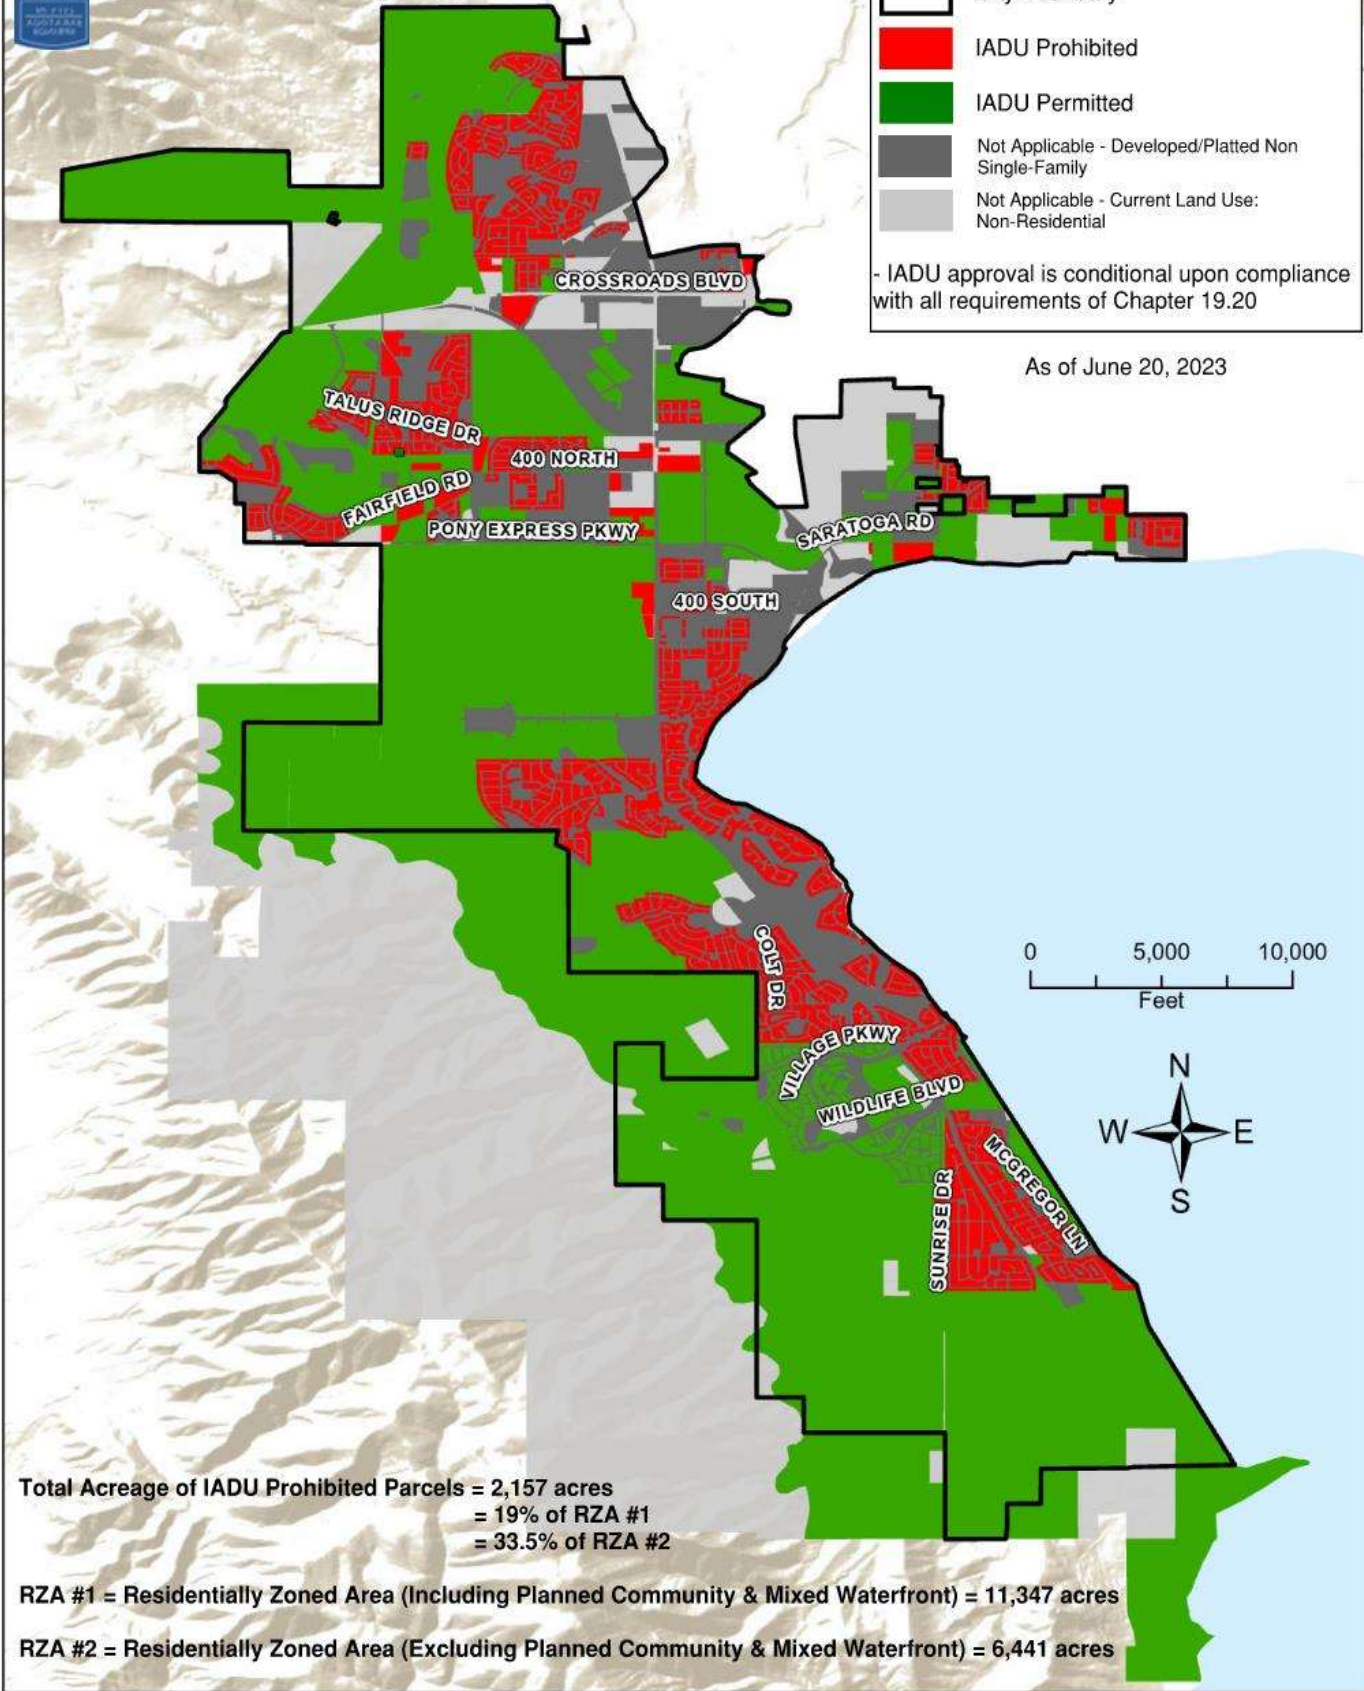 IADU Prohibited
IADU Permitted
Not Applicable - Developed/Platted Non
Single-Family
Not Applicable - Current Land Use:
Non-Residential
- IADU approval is conditional upon compliance
with all requirements of Chapter 19.20
As of June 20, 2023
CROSSROADS BLVD
TALUS RIDGE DR
400 NORTH
FAIRFIELD RD
PONY EXPRESS PKWY
SARATOGA RD
400 SOUTH
COLT DR
0 5,000 10,000
Feet
VILLAGE PKWY
WILDLIFE BLVD
N
W E
S
MCGREGOR LN
SUNRISE DR
Total Acreage of IADU Prohibited Parcels = 2,157 acres
= 19% of RZA #1
= 33.5% of RZA #2
RZA #1 = Residentially Zoned Area (Including Planned Community & Mixed Waterfront) = 11,347 acres
RZA #2 = Residentially Zoned Area (Excluding Planned Community & Mixed Waterfront) = 6,441 acres